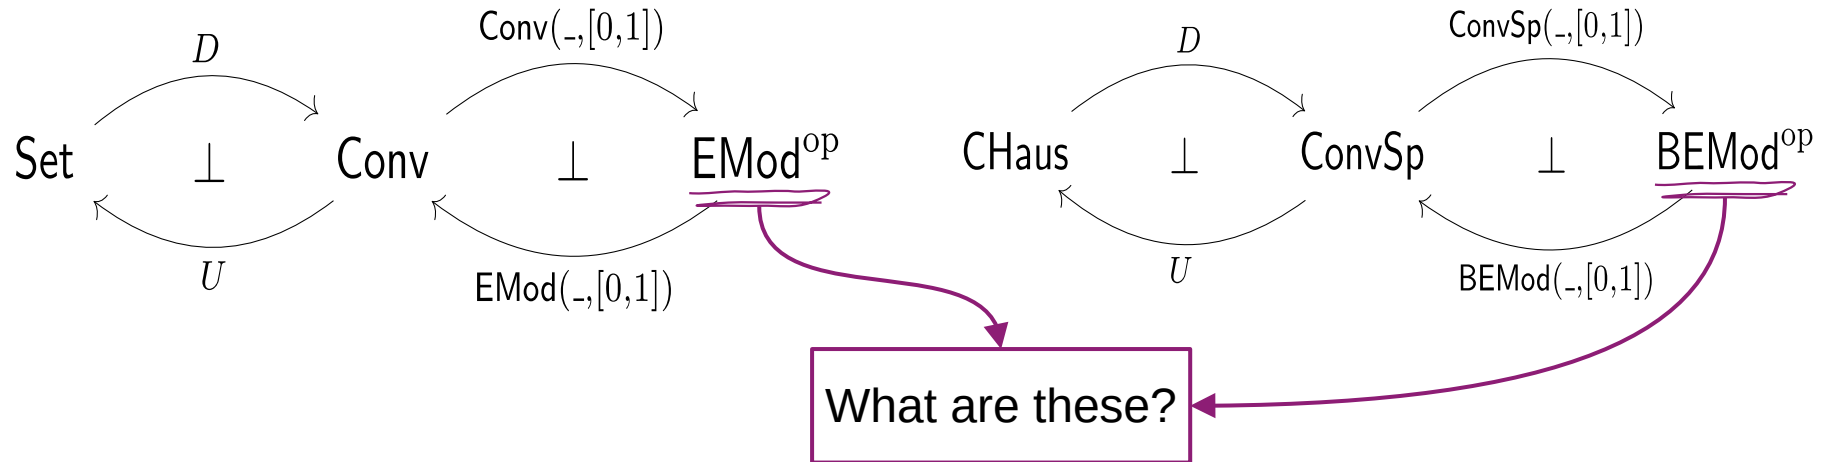 D
Conv(_,[0,1])
Set ⊥ Conv ⊥ EMod^op
U
EMod(_,[0,1])
D
ConvSp(_,[0,1])
CHaus ⊥ ConvSp ⊥ BEMod^op
U
BEMod(_,[0,1])
What are these?